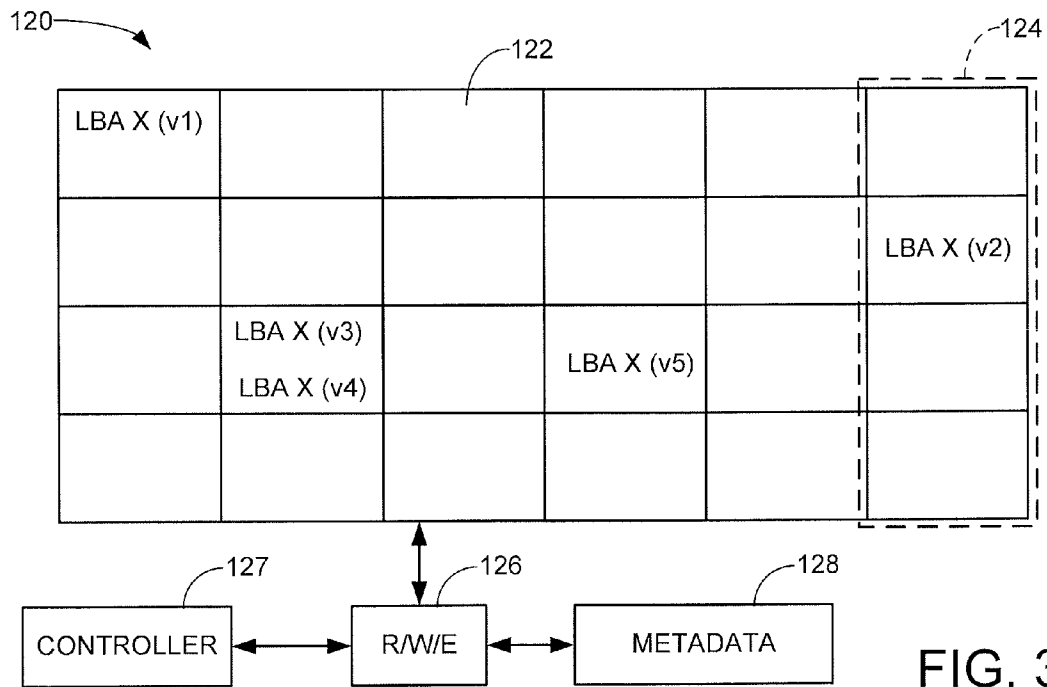 120
122
124
LBA X (v1)
LBA X (v2)
LBA X (v3)
LBA X (v4)
LBA X (v5)
127
126
128
CONTROLLER
R/W/E
METADATA
FIG. 3